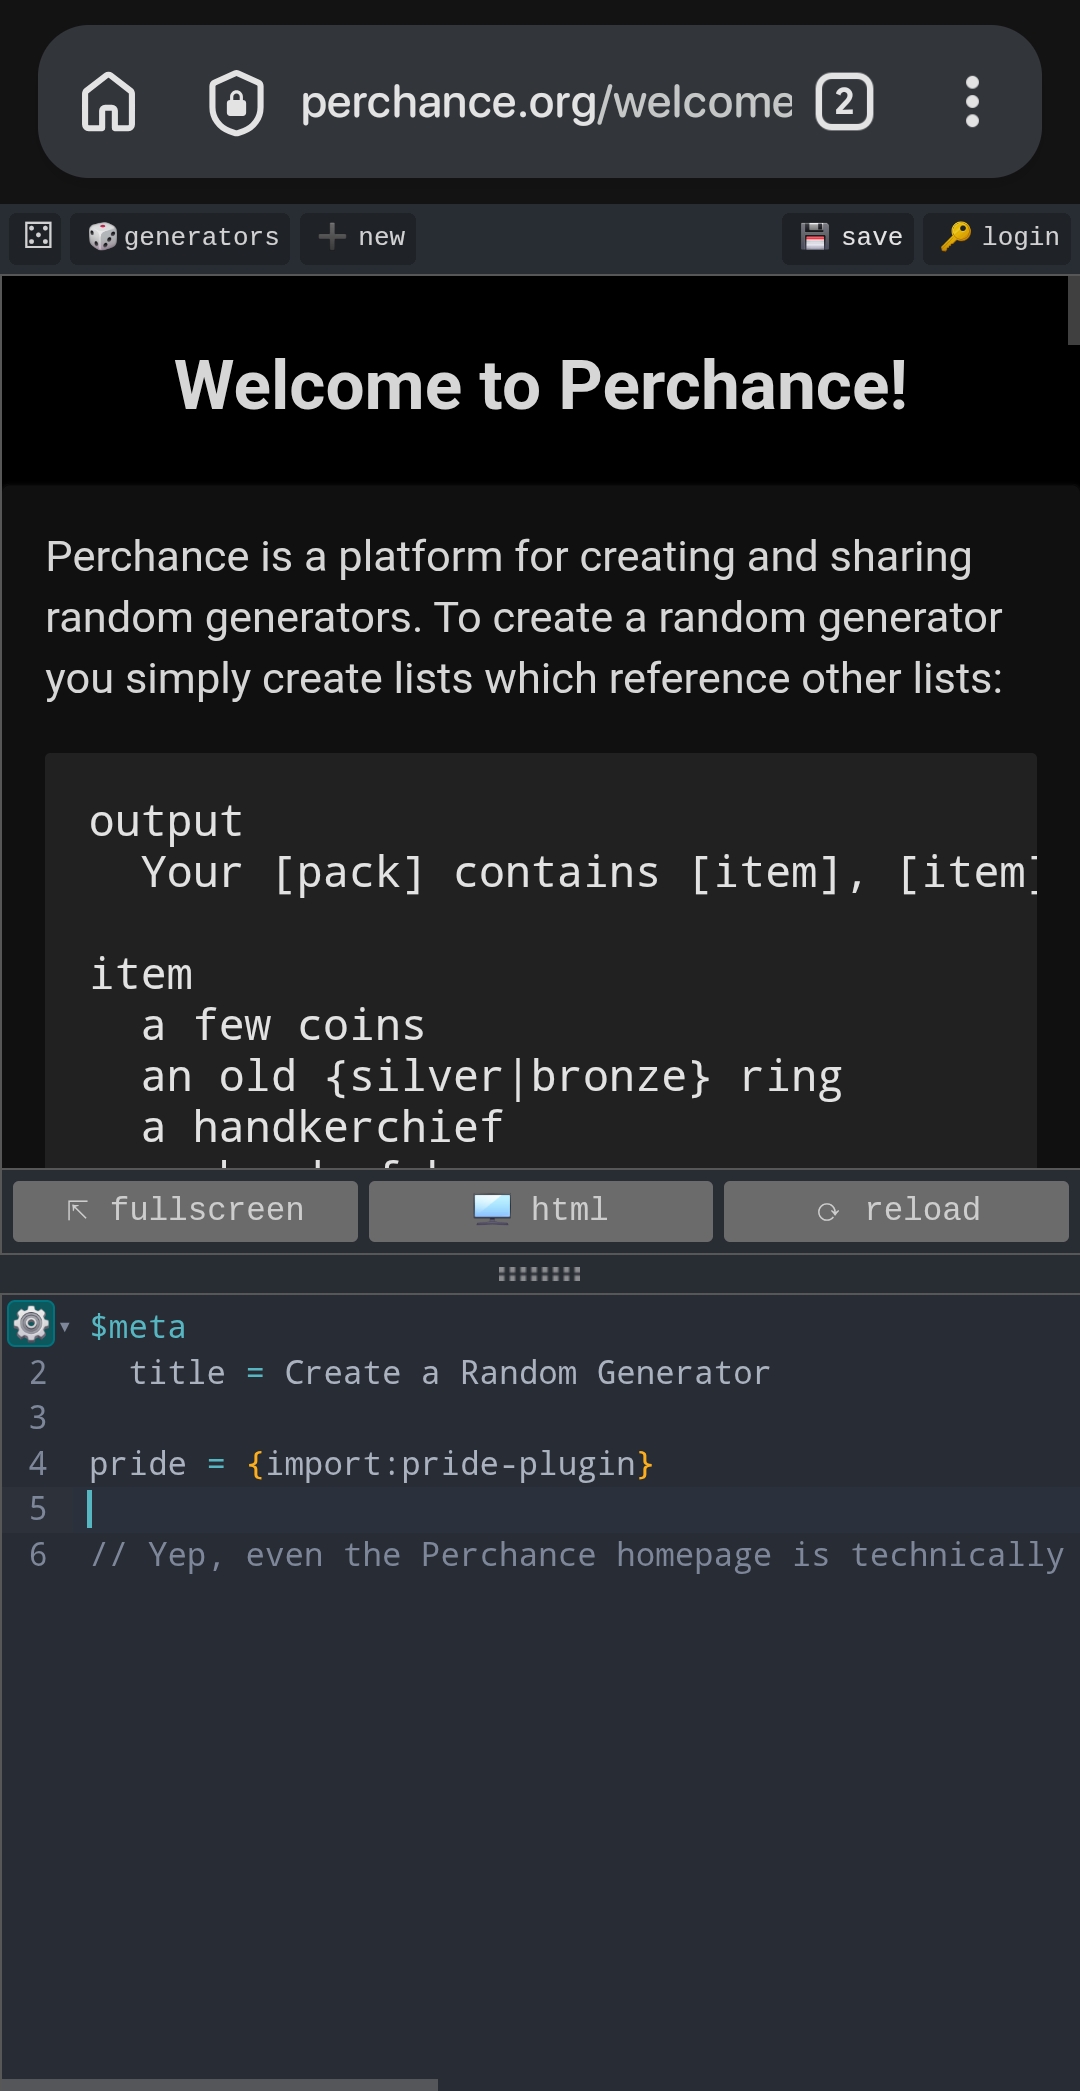 perchance.org/welcome
2
generators
new
save
login
Welcome to Perchance!
Perchance is a platform for creating and sharing
random generators. To create a random generator
you simply create lists which reference other lists:
output
Your [pack] contains [item], [item]
item
a few coins
an old {silver|bronze} ring
a handkerchief
fullscreen
html
reload
$meta
2 title = Create a Random Generator
3
4 pride = {import:pride-plugin}
5
6 // Yep, even the Perchance homepage is technically